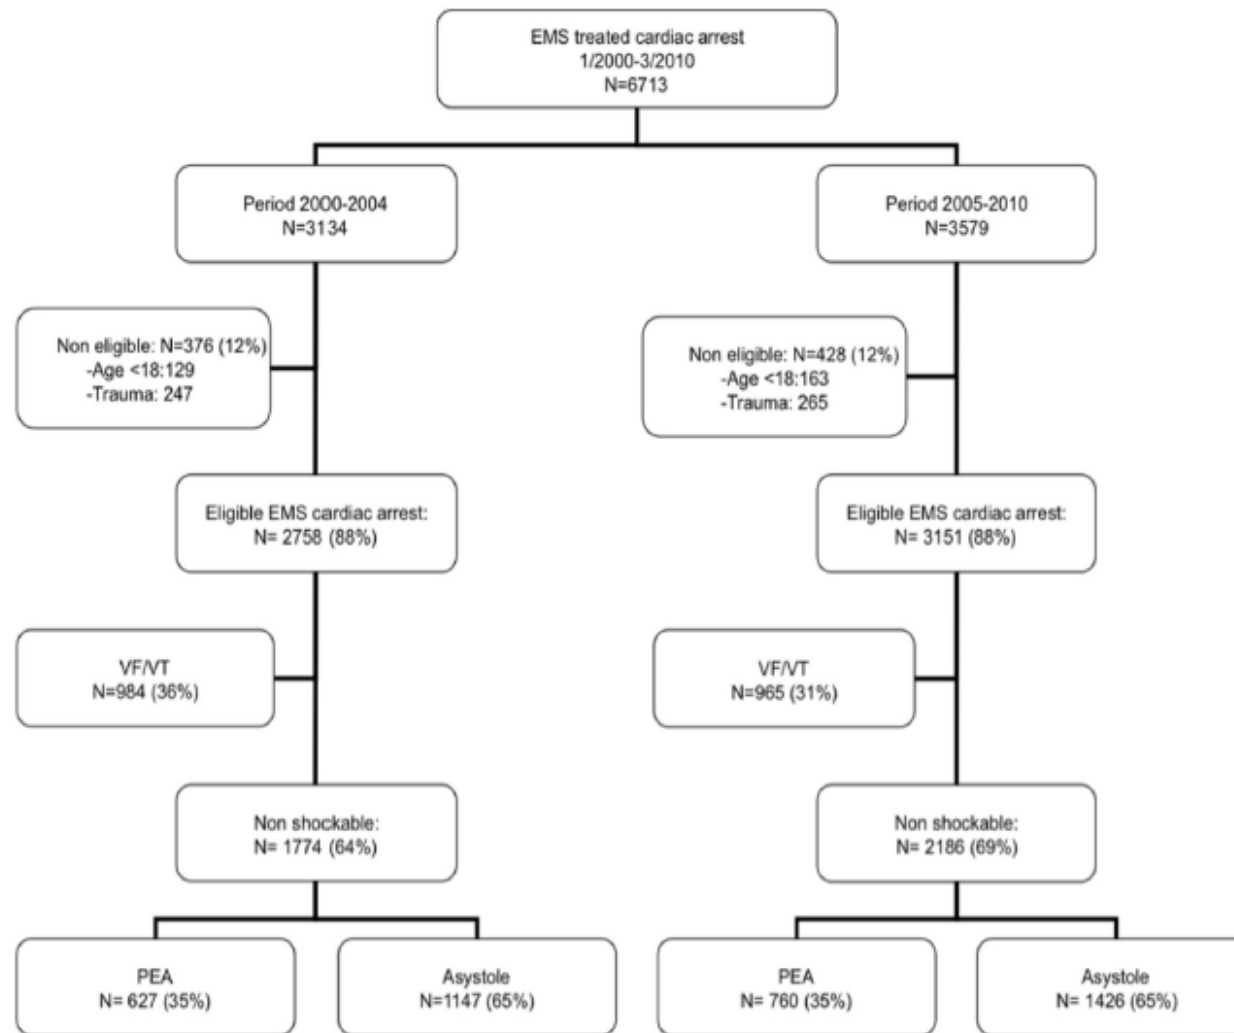 EMS treated cardiac arrest
1/2000-3/2010
N=6713
Period 2000-2004
N=3134
Period 2005-2010
N=3579
Non eligible: N=376 (12%)
-Age <18:129
-Trauma: 247
Non eligible: N=428 (12%)
-Age <18:163
-Trauma: 265
Eligible EMS cardiac arrest:
N= 2758 (88%)
Eligible EMS cardiac arrest:
N= 3151 (88%)
VF/VT
N=984 (36%)
VF/VT
N=965 (31%)
Non shockable:
N= 1774 (64%)
Non shockable:
N= 2186 (69%)
PEA
N= 627 (35%)
Asystole
N=1147 (65%)
PEA
N= 760 (35%)
Asystole
N= 1426 (65%)